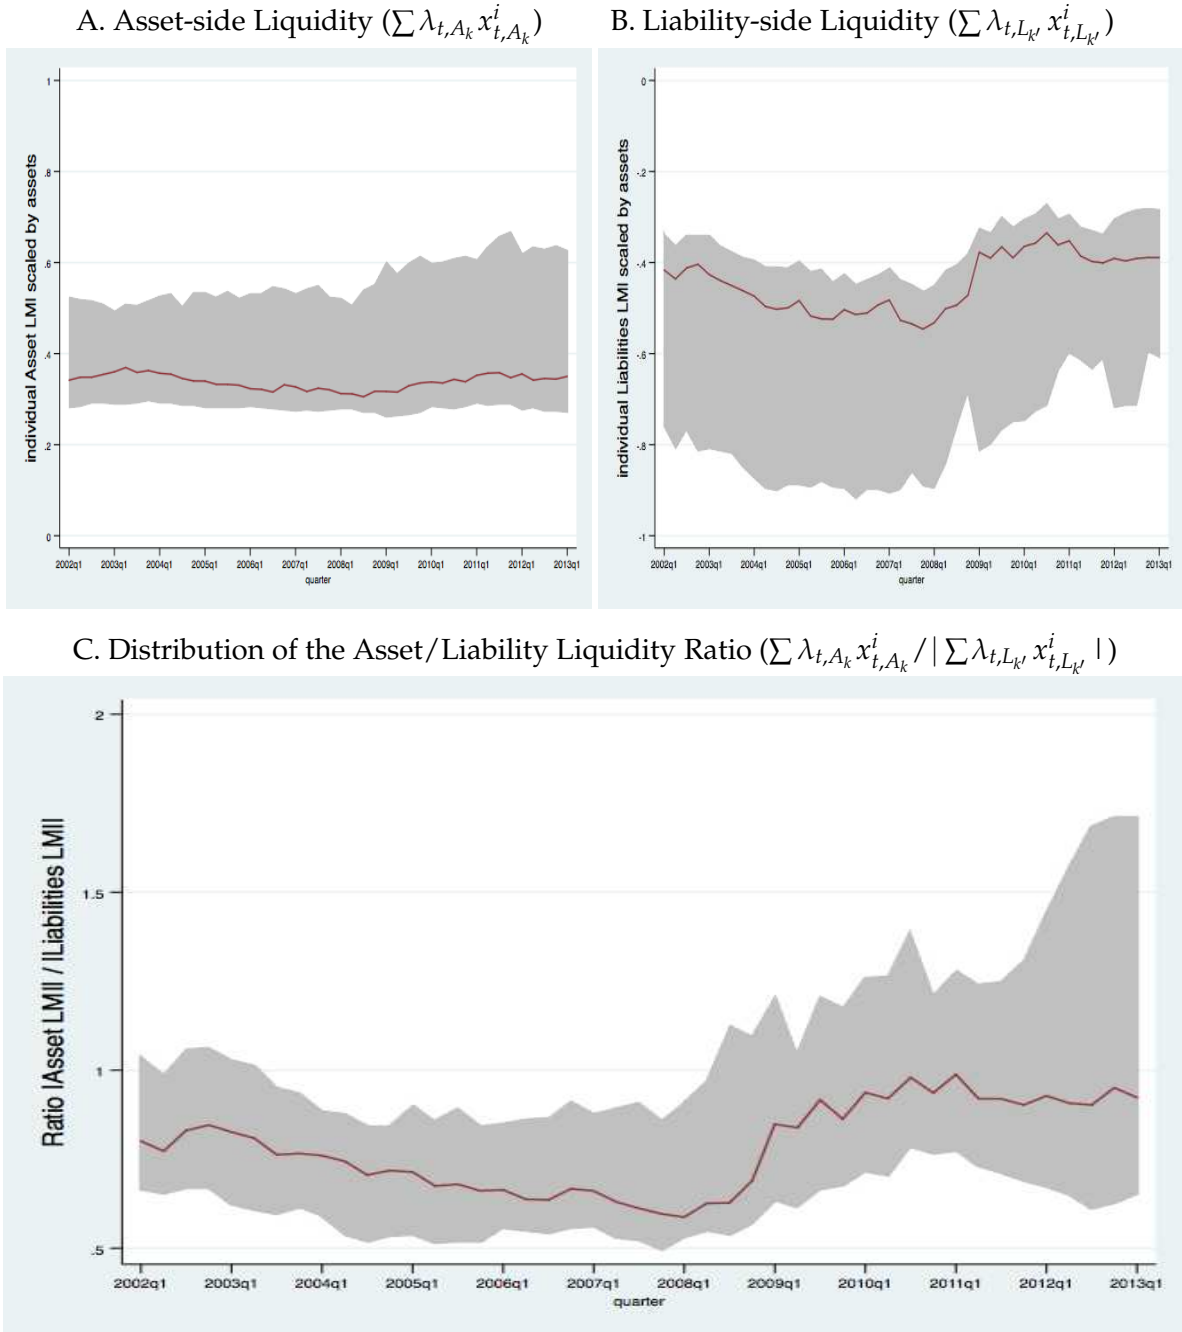 A. Asset-side Liquidity (∑ λ_{t,A_k} x^i_{t,A_k})
B. Liability-side Liquidity (∑ λ_{t,L_{k'}} x^i_{t,L_{k'}})
individual Asset LMI scaled by assets
1
.8
.6
.4
.2
0
2002q1 2003q1 2004q1 2005q1 2006q1 2007q1 2008q1 2009q1 2010q1 2011q1 2012q1 2013q1
quarter
individual Liabilities LMI scaled by assets
0
-.2
-.4
-.6
-.8
-1
2002q1 2003q1 2004q1 2005q1 2006q1 2007q1 2008q1 2009q1 2010q1 2011q1 2012q1 2013q1
quarter
C. Distribution of the Asset/Liability Liquidity Ratio (∑ λ_{t,A_k} x^i_{t,A_k} / | ∑ λ_{t,L_{k'}} x^i_{t,L_{k'}} |)
Ratio |Asset LMI| / |Liabilities LMI|
2
1.5
1
.5
2002q1 2003q1 2004q1 2005q1 2006q1 2007q1 2008q1 2009q1 2010q1 2011q1 2012q1 2013q1
quarter